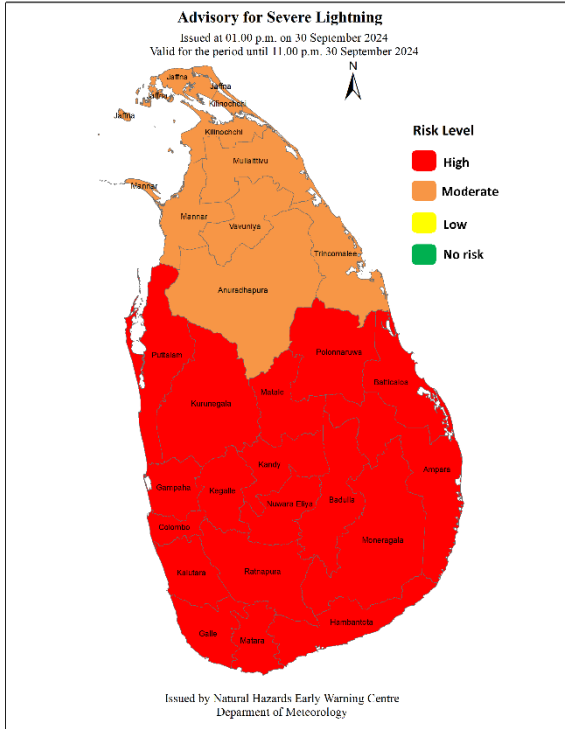 Advisory for Severe Lightning
Issued at 01.00 p.m. on 30 September 2024
Valid for the period until 11.00 p.m. 30 September 2024
N
Jaffna
Jaffna
Jaffna
Kilinochchi
Jaffna
Kilinochchi
Mullaittivu
Mannar
Mannar
Vavuniya
Trincomalee
Anuradhapura
Risk Level
High
Moderate
Low
No risk
Puttalam
Polonnaruwa
Batticaloa
Matale
Kurunegala
Kandy
Ampara
Gampaha
Kegalle
Nuwara Eliya
Badulla
Colombo
Moneragala
Kalutara
Ratnapura
Hambantota
Galle
Matara
Issued by Natural Hazards Early Warning Centre
Deparment of Meteorology